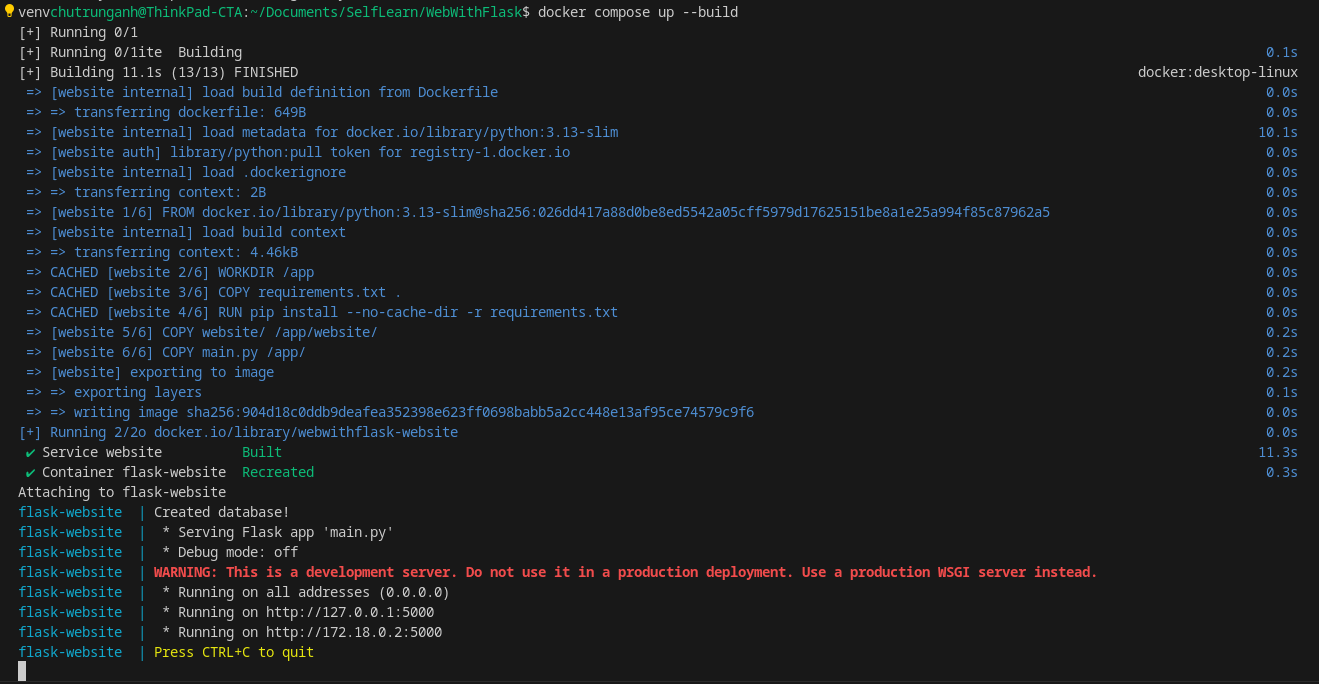 venvchutrunganh@ThinkPad-CTA:~/Documents/SelfLearn/WebWithFlask$ docker compose up --build
[+] Running 0/1
[+] Running 0/1ite  Building 0.1s
[+] Building 11.1s (13/13) FINISHED docker:desktop-linux
=> [website internal] load build definition from Dockerfile 0.0s
=> => transferring dockerfile: 649B 0.0s
=> [website internal] load metadata for docker.io/library/python:3.13-slim 10.1s
=> [website auth] library/python:pull token for registry-1.docker.io 0.0s
=> [website internal] load .dockerignore 0.0s
=> => transferring context: 2B 0.0s
=> [website 1/6] FROM docker.io/library/python:3.13-slim@sha256:026dd417a88d0be8ed5542a05cff5979d17625151be8a1e25a994f85c87962a5 0.0s
=> [website internal] load build context 0.0s
=> => transferring context: 4.46kB 0.0s
=> CACHED [website 2/6] WORKDIR /app 0.0s
=> CACHED [website 3/6] COPY requirements.txt . 0.0s
=> CACHED [website 4/6] RUN pip install --no-cache-dir -r requirements.txt 0.0s
=> [website 5/6] COPY website/ /app/website/ 0.2s
=> [website 6/6] COPY main.py /app/ 0.2s
=> [website] exporting to image 0.2s
=> => exporting layers 0.1s
=> => writing image sha256:904d18c0ddb9deafea352398e623ff0698babb5a2cc448e13af95ce74579c9f6 0.0s
[+] Running 2/2o docker.io/library/webwithflask-website 0.0s
✔ Service website Built 11.3s
✔ Container flask-website Recreated 0.3s
Attaching to flask-website
flask-website | Created database!
flask-website | * Serving Flask app 'main.py'
flask-website | * Debug mode: off
flask-website | WARNING: This is a development server. Do not use it in a production deployment. Use a production WSGI server instead.
flask-website | * Running on all addresses (0.0.0.0)
flask-website | * Running on http://127.0.0.1:5000
flask-website | * Running on http://172.18.0.2:5000
flask-website | Press CTRL+C to quit